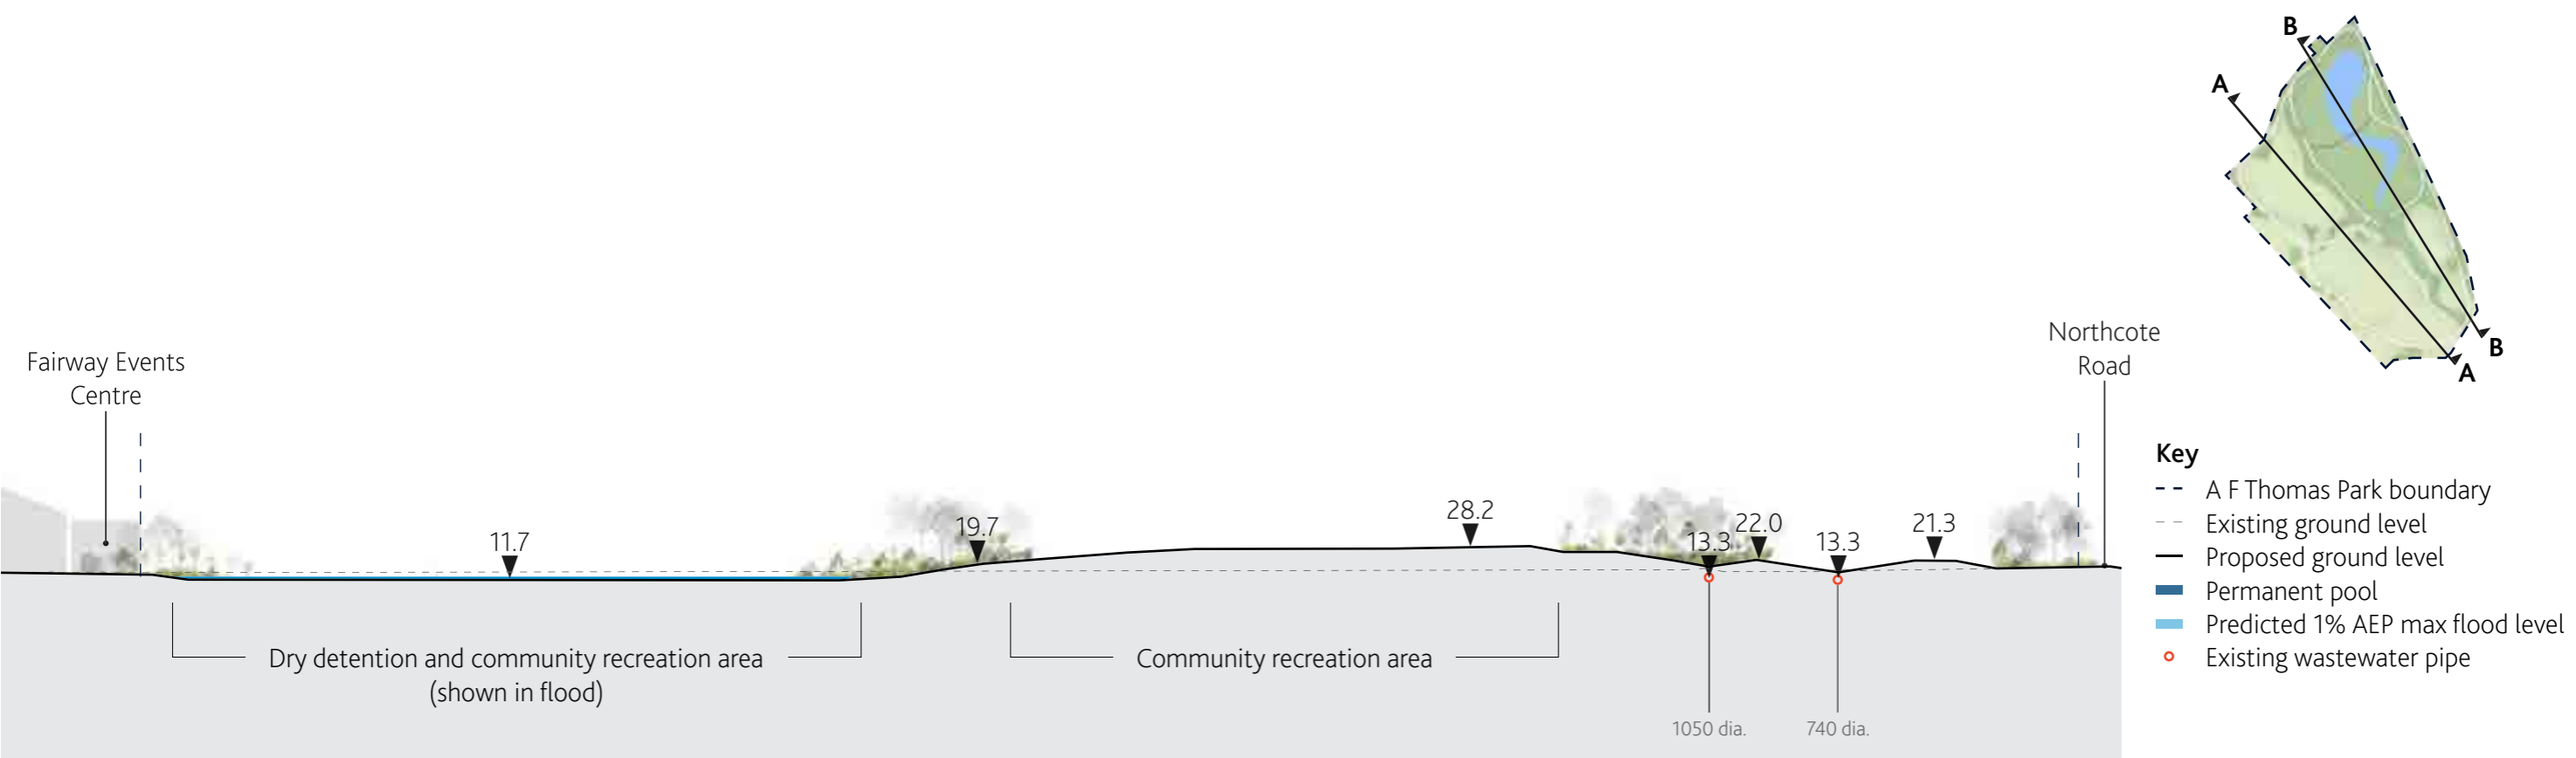 B
A
Northcote
Road
B
A
Fairway Events
Centre
Key
A F Thomas Park boundary
Existing ground level
Proposed ground level
Permanent pool
Predicted 1% AEP max flood level
Existing wastewater pipe
11.7
19.7
28.2
13.3
22.0
13.3
21.3
Dry detention and community recreation area
(shown in flood)
Community recreation area
1050 dia.
740 dia.